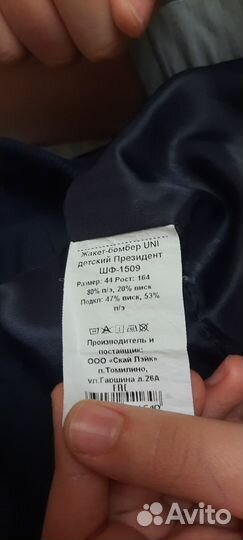 Жакет-бомбер UNI
детский Президент
ШФ-1509
Размер: 44 Рост: 164
80% п/э, 20% виск
Подкл: 47% виск, 53%
п/э
Производитель и
поставщик:
ООО «Скай Лэйк»
п.Томилино,
ул.Гаршина д.26А
ЕАС
Avito